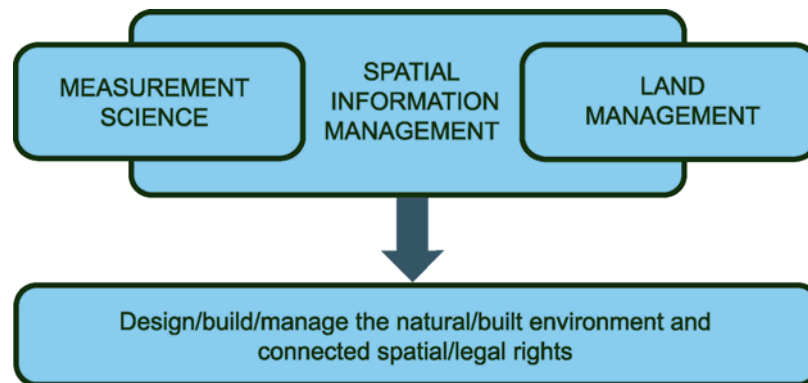 MEASUREMENT
SCIENCE
SPATIAL
INFORMATION
MANAGEMENT
LAND
MANAGEMENT
Design/build/manage the natural/built environment and
connected spatial/legal rights